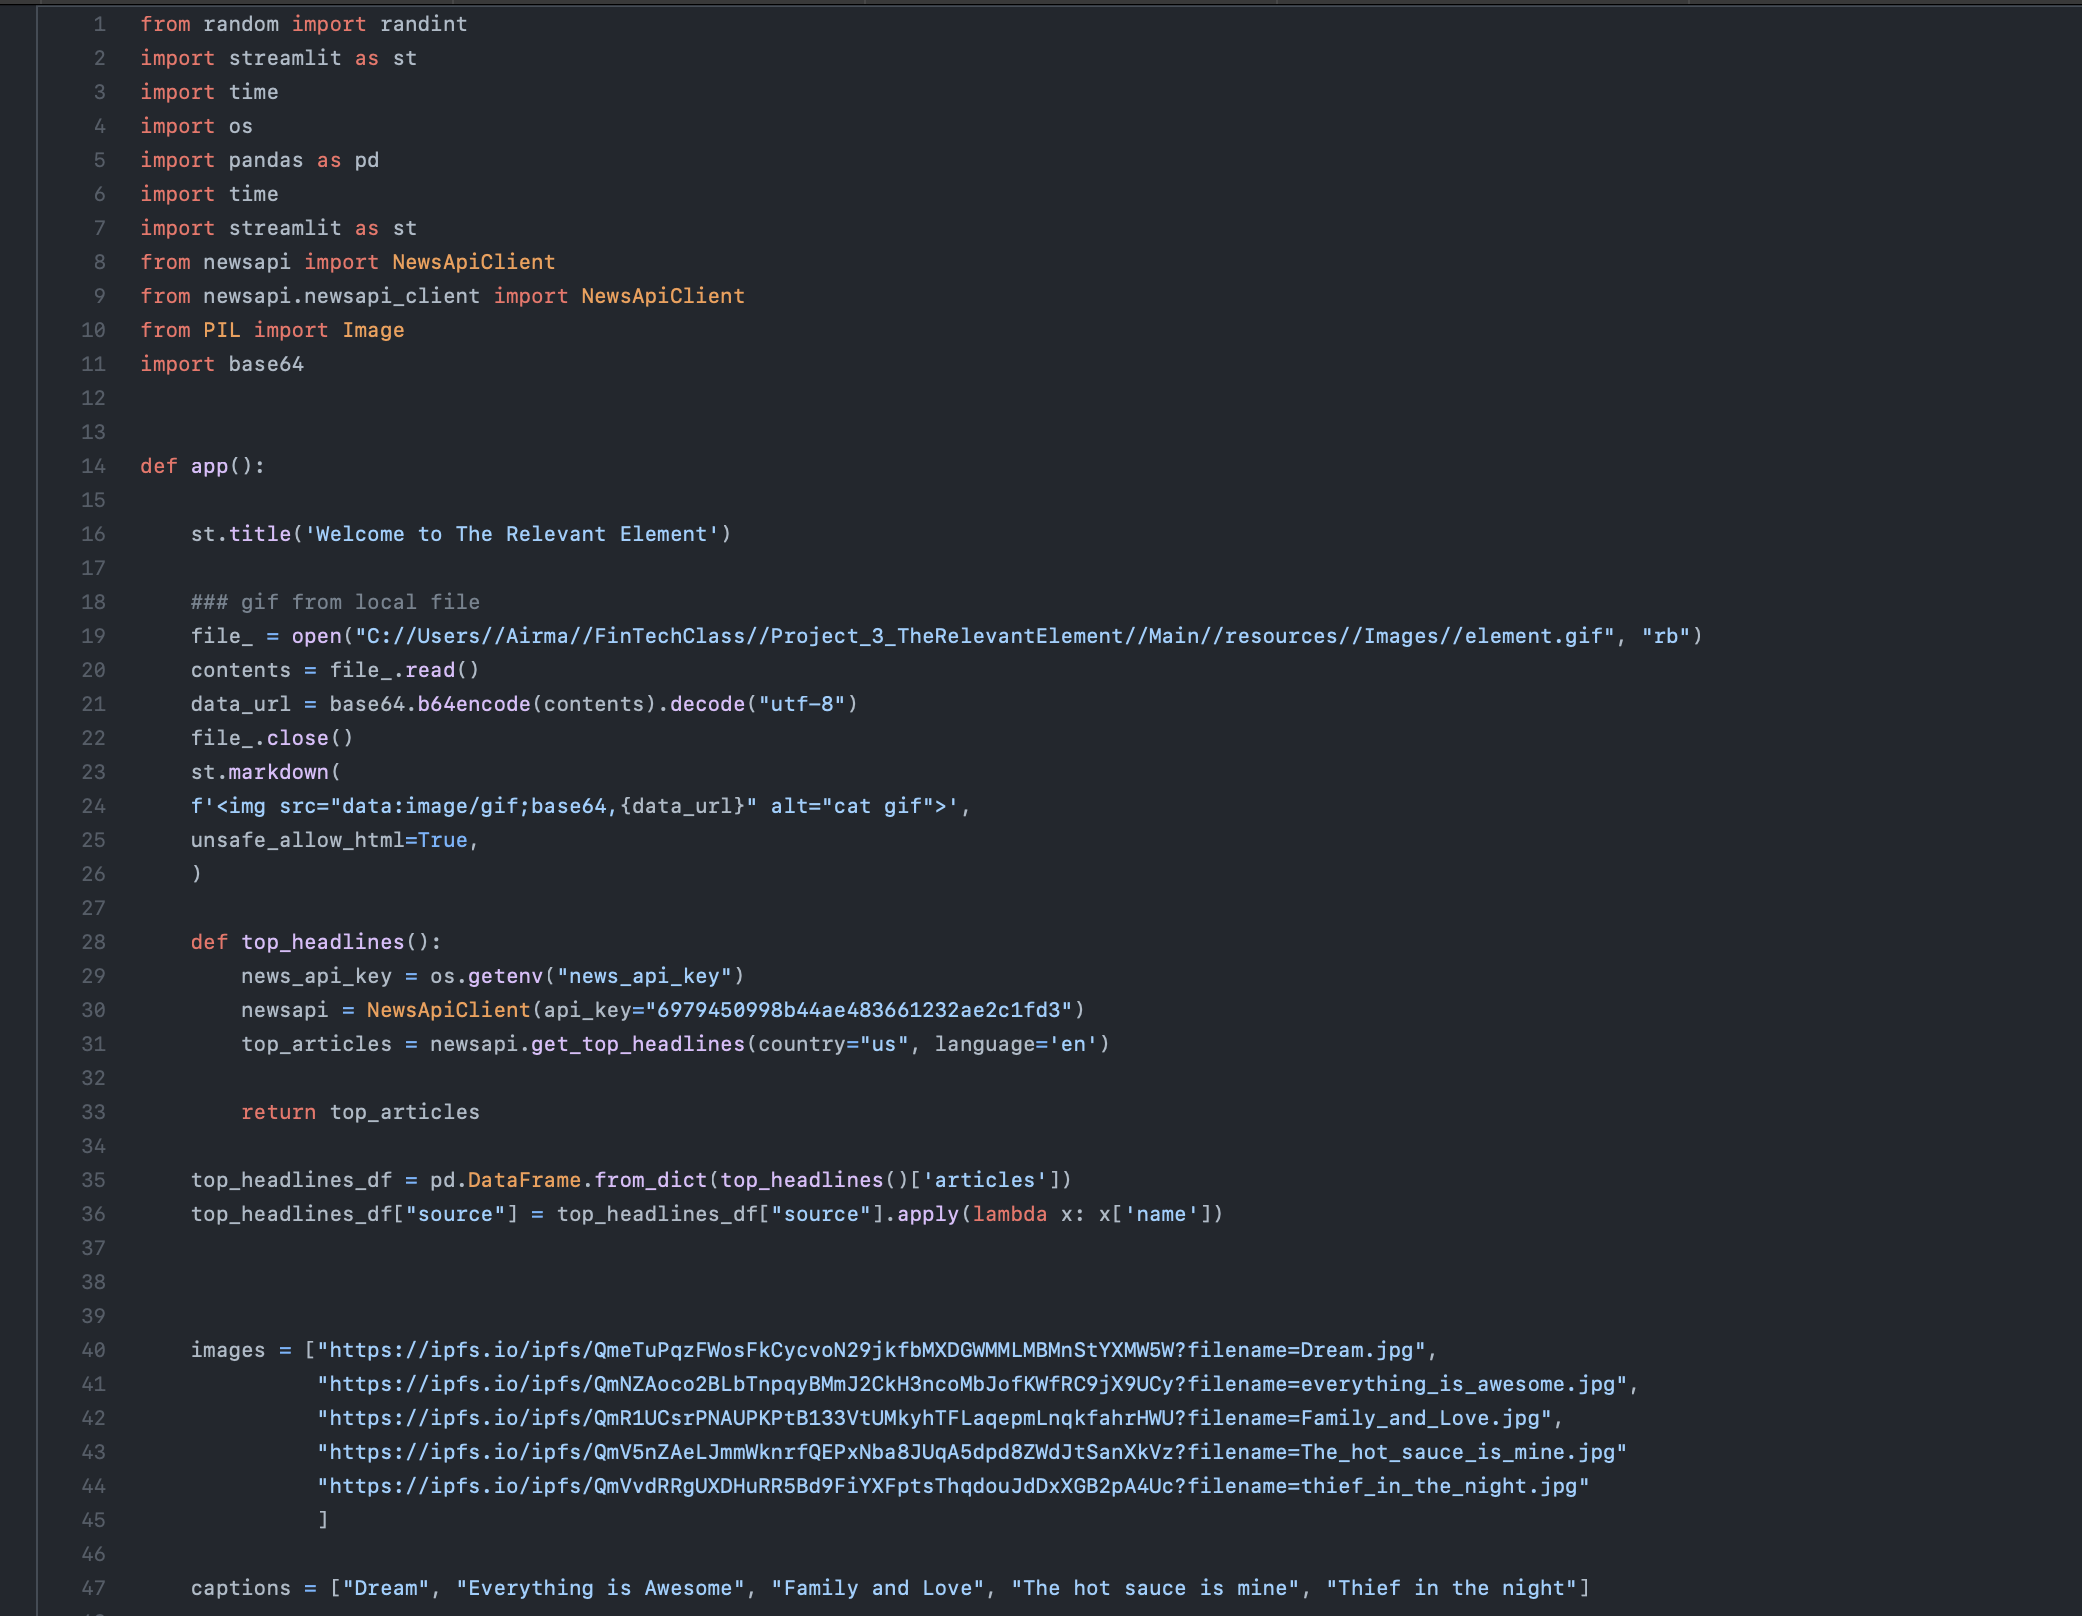 1 from random import randint
2 import streamlit as st
3 import time
4 import os
5 import pandas as pd
6 import time
7 import streamlit as st
8 from newsapi import NewsApiClient
9 from newsapi.newsapi_client import NewsApiClient
10 from PIL import Image
11 import base64
12
13
14 def app():
15
16     st.title('Welcome to The Relevant Element')
17
18     ### gif from local file
19     file_ = open("C://Users//Airma//FinTechClass//Project_3_TheRelevantElement//Main//resources//Images//element.gif", "rb")
20     contents = file_.read()
21     data_url = base64.b64encode(contents).decode("utf-8")
22     file_.close()
23     st.markdown(
24     f'<img src="data:image/gif;base64,{data_url}" alt="cat gif">',
25     unsafe_allow_html=True,
26     )
27
28     def top_headlines():
29         news_api_key = os.getenv("news_api_key")
30         newsapi = NewsApiClient(api_key="6979450998b44ae483661232ae2c1fd3")
31         top_articles = newsapi.get_top_headlines(country="us", language='en')
32
33         return top_articles
34
35     top_headlines_df = pd.DataFrame.from_dict(top_headlines()['articles'])
36     top_headlines_df["source"] = top_headlines_df["source"].apply(lambda x: x['name'])
37
38
39
40     images = ["https://ipfs.io/ipfs/QmeTuPqzFWosFkCycvoN29jkfbMXDGWMMLMBMnStYXMW5W?filename=Dream.jpg",
41               "https://ipfs.io/ipfs/QmNZAoco2BLbTnpqyBMmJ2CkH3ncoMbJofKWfRC9jX9UCy?filename=everything_is_awesome.jpg",
42               "https://ipfs.io/ipfs/QmR1UCsrPNAUPKPtB133VtUMkyhTFLaqepmLnqkfahrHWU?filename=Family_and_Love.jpg",
43               "https://ipfs.io/ipfs/QmV5nZAeLJmmWknrfQEPxNba8JUqA5dpd8ZWdJtSanXkVz?filename=The_hot_sauce_is_mine.jpg"
44               "https://ipfs.io/ipfs/QmVvdRRgUXDHuRR5Bd9FiYXFptsThqdouJdDxXGB2pA4Uc?filename=thief_in_the_night.jpg"
45               ]
46
47     captions = ["Dream", "Everything is Awesome", "Family and Love", "The hot sauce is mine", "Thief in the night"]